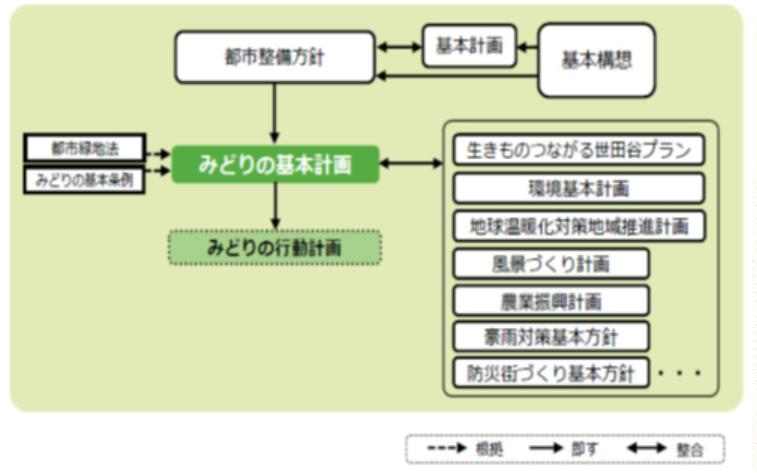 都市整備方針
基本計画
基本構想
都市緑地法
みどりの基本条例
みどりの基本計画
みどりの行動計画
生きものつながる世田谷プラン
環境基本計画
地球温暖化対策地域推進計画
風景づくり計画
農業振興計画
豪雨対策基本方針
防災街づくり基本方針 ・・・
根拠 即す 整合